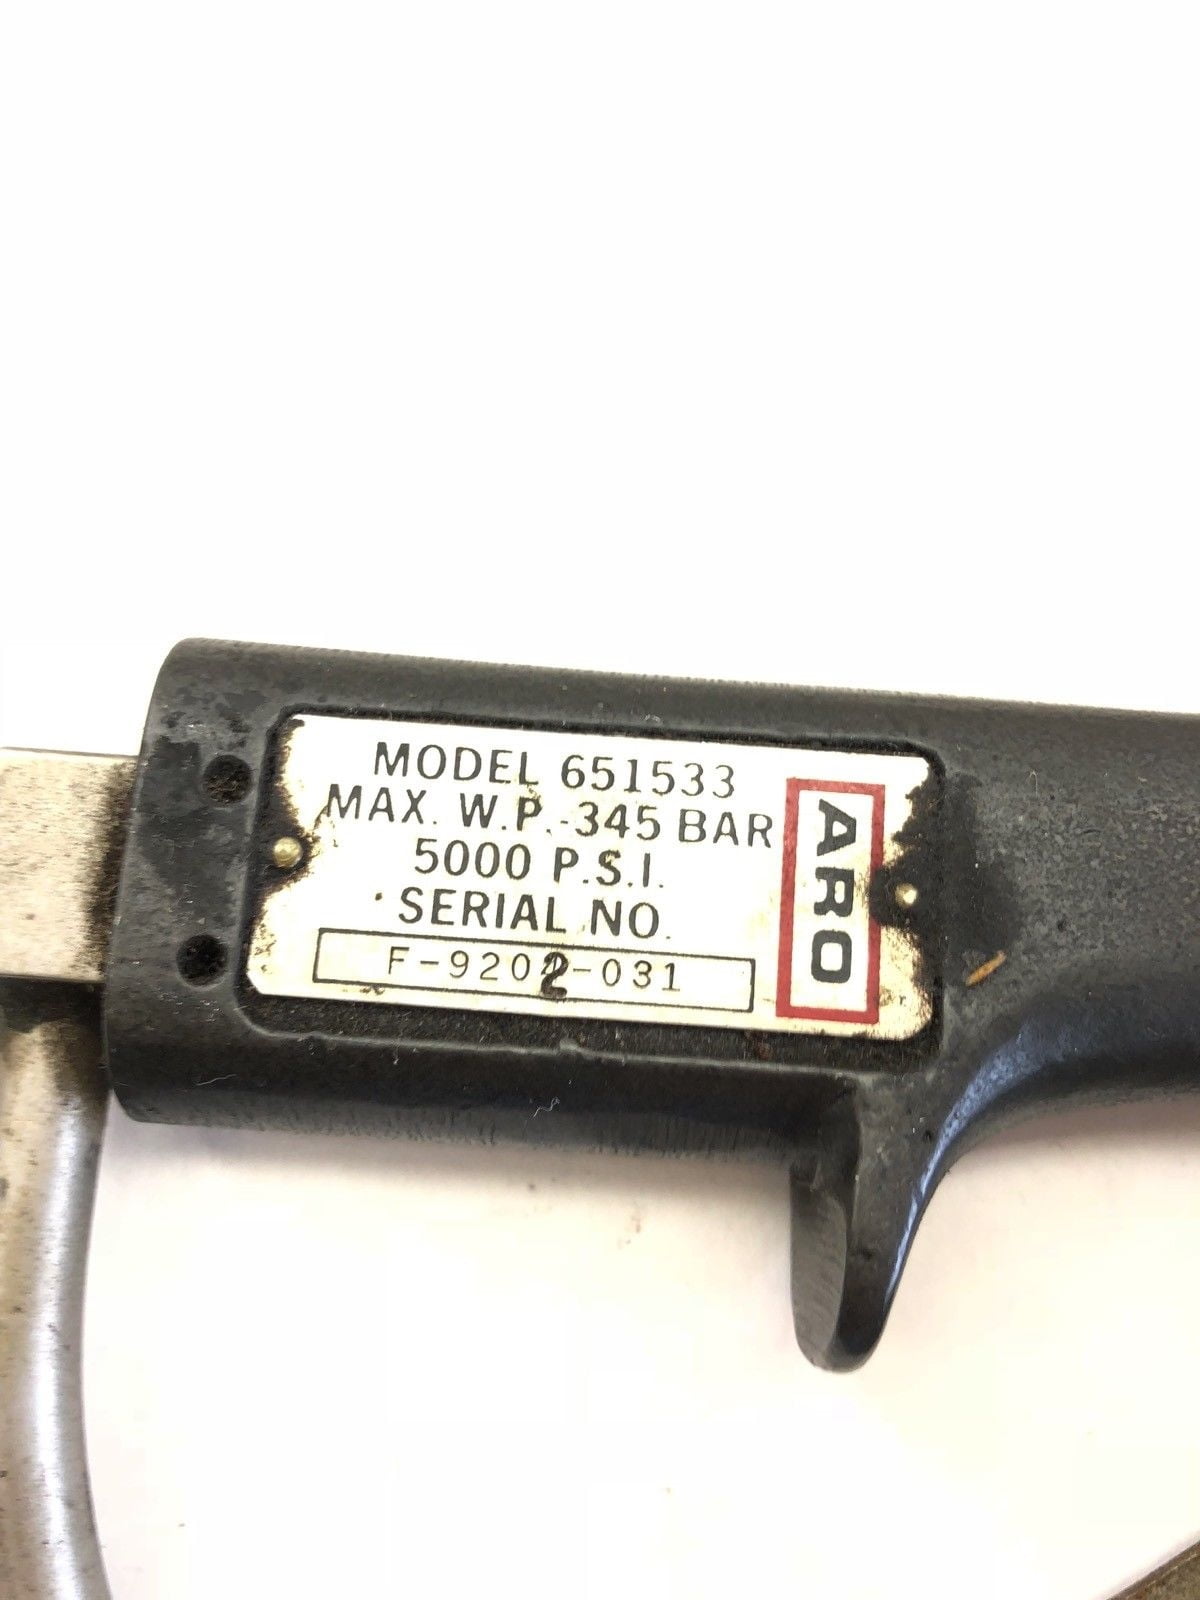 MODEL 651533
MAX. W.P.-345 BAR
5000 P.S.I.
SERIAL NO.
F-9202-031
ARO